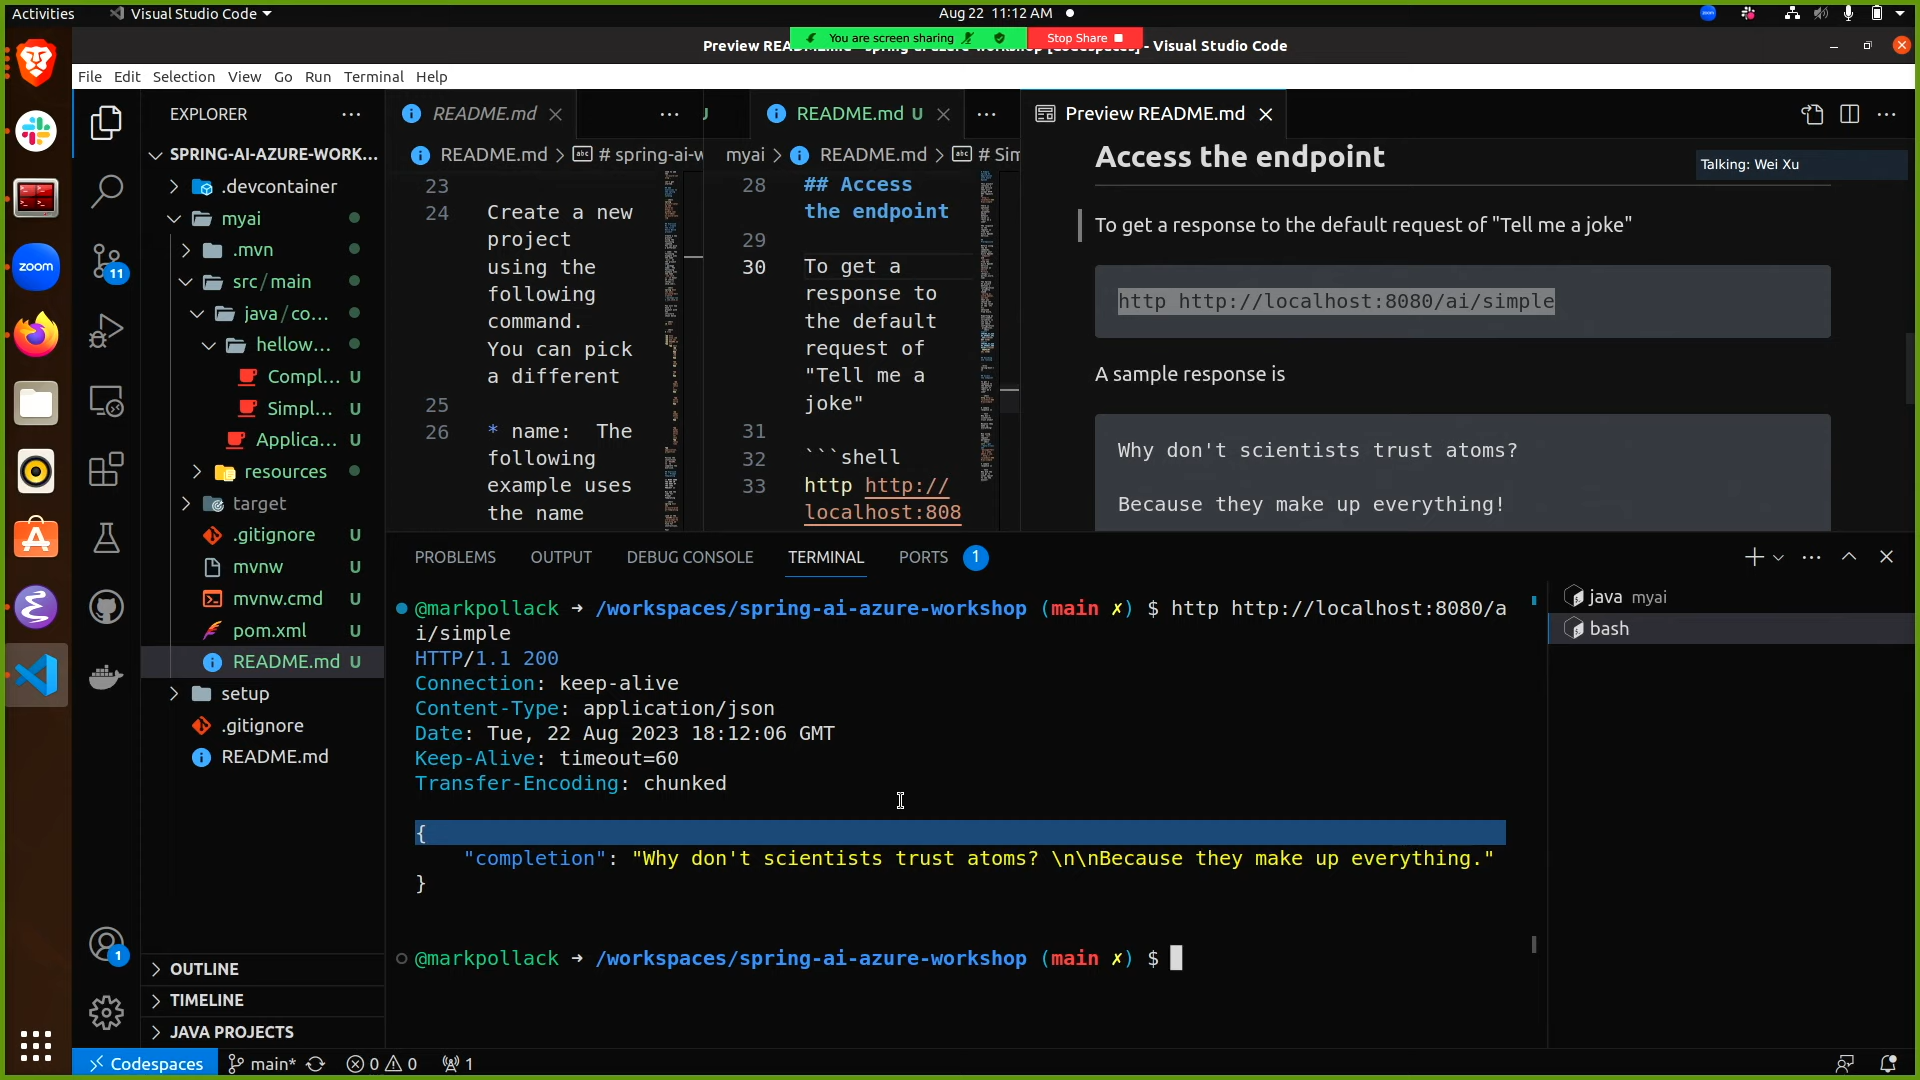 Activities
Visual Studio Code
Aug 22 11:12 AM
zoom
You are screen sharing
Stop Share
Visual Studio Code
File Edit Selection View Go Run Terminal Help
EXPLORER
SPRING-AI-AZURE-WORK...
.devcontainer
myai
.mvn
src/main
java/co...
hellow...
Compl... U
Simpl... U
Applica... U
resources
target
.gitignore U
mvnw U
mvnw.cmd U
pom.xml U
README.md U
setup
.gitignore
README.md
OUTLINE
TIMELINE
JAVA PROJECTS
11
1
zoom
README.md
README.md > # spring-ai-w
23
24 Create a new
project
using the
following
command.
You can pick
a different
25
26 * name: The
following
example uses
the name
README.md U
myai > README.md > # Sim
28 ## Access
the endpoint
29
30 To get a
response to
the default
request of
"Tell me a
joke"
31
32 ```shell
33 http http://
localhost:808
Preview README.md
Access the endpoint
Talking: Wei Xu
To get a response to the default request of "Tell me a joke"
http http://localhost:8080/ai/simple
A sample response is
Why don't scientists trust atoms?
Because they make up everything!
PROBLEMS OUTPUT DEBUG CONSOLE TERMINAL PORTS 1
@markpollack → /workspaces/spring-ai-azure-workshop (main ✗) $ http http://localhost:8080/a
i/simple
HTTP/1.1 200
Connection: keep-alive
Content-Type: application/json
Date: Tue, 22 Aug 2023 18:12:06 GMT
Keep-Alive: timeout=60
Transfer-Encoding: chunked
{
"completion": "Why don't scientists trust atoms? \n\nBecause they make up everything."
}
@markpollack → /workspaces/spring-ai-azure-workshop (main ✗) $
java myai
bash
Codespaces main* 0 0 1